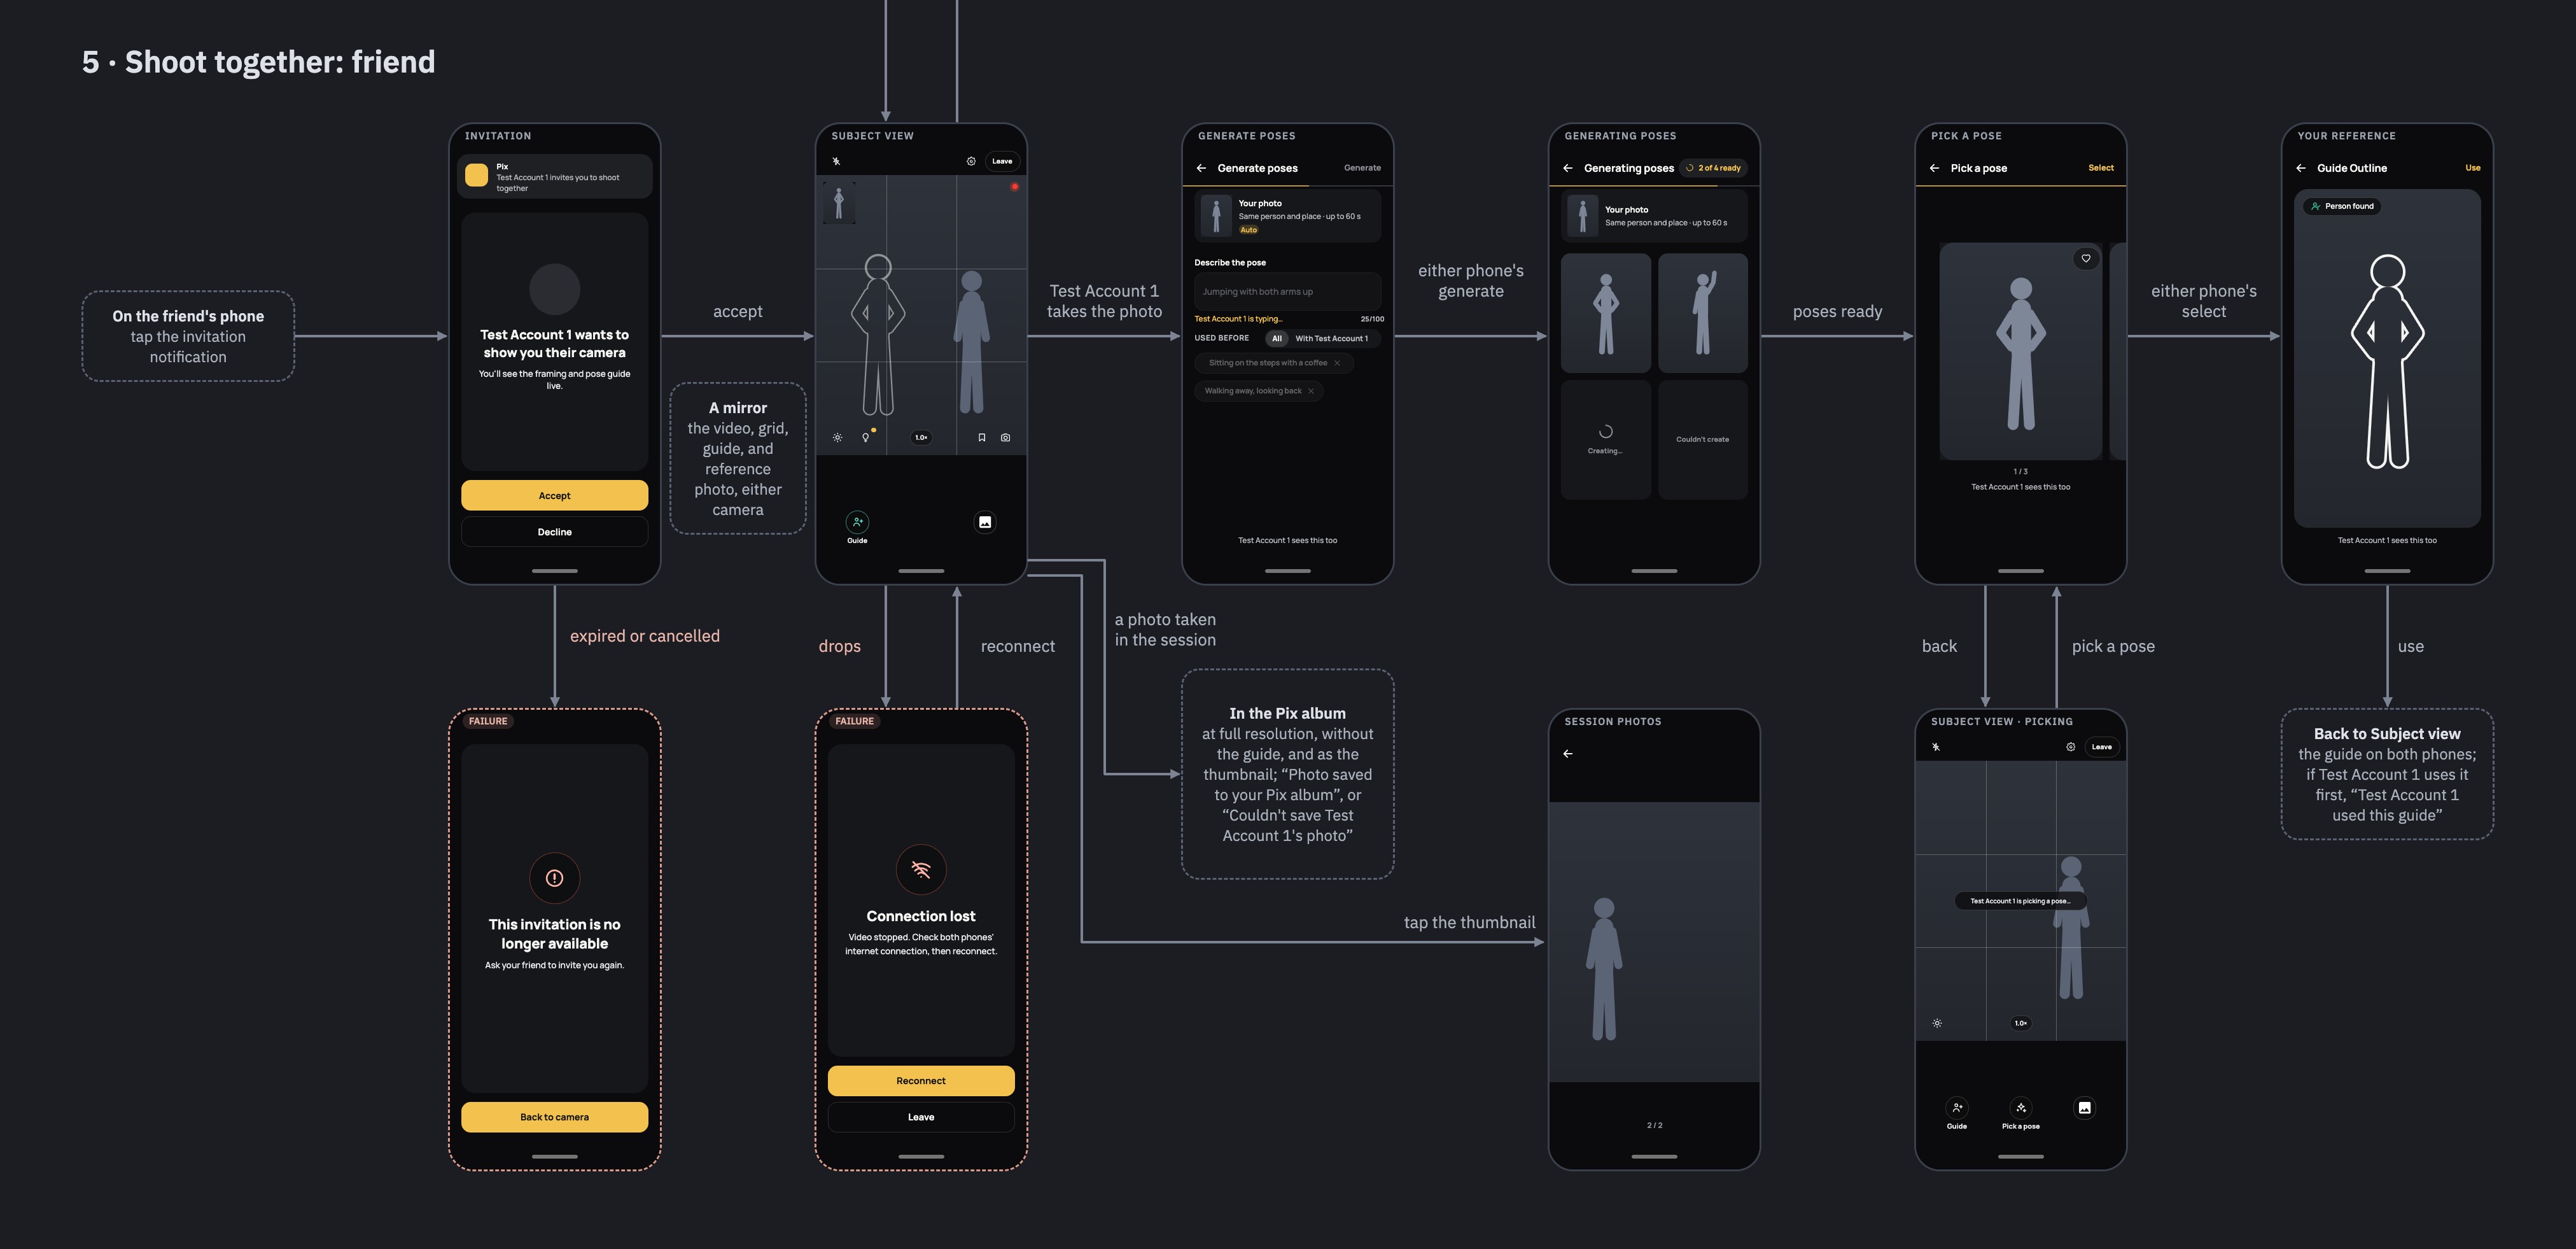 5 · Shoot together: friend
On the friend's phone
tap the invitation
notification
INVITATION
Pix
Test Account 1 invites you to shoot
together
Test Account 1 wants to
show you their camera
You'll see the framing and pose guide
live.
Accept
Decline
accept
A mirror
the video, grid,
guide, and
reference
photo, either
camera
SUBJECT VIEW
Leave
1.0×
Guide
Test Account 1
takes the photo
GENERATE POSES
Generate poses
Generate
Your photo
Same person and place · up to 60 s
Auto
Describe the pose
Jumping with both arms up
Test Account 1 is typing…
25/100
USED BEFORE
All
With Test Account 1
Sitting on the steps with a coffee
Walking away, looking back
Test Account 1 sees this too
either phone's
generate
GENERATING POSES
Generating poses
2 of 4 ready
Your photo
Same person and place · up to 60 s
Creating…
Couldn't create
poses ready
PICK A POSE
Pick a pose
Select
1 / 3
Test Account 1 sees this too
either phone's
select
YOUR REFERENCE
Guide Outline
Use
Person found
Test Account 1 sees this too
expired or cancelled
drops
reconnect
a photo taken
in the session
back
pick a pose
use
FAILURE
This invitation is no
longer available
Ask your friend to invite you again.
Back to camera
FAILURE
Connection lost
Video stopped. Check both phones'
internet connection, then reconnect.
Reconnect
Leave
In the Pix album
at full resolution, without
the guide, and as the
thumbnail; “Photo saved
to your Pix album”, or
“Couldn't save Test
Account 1's photo”
tap the thumbnail
SESSION PHOTOS
2 / 2
SUBJECT VIEW · PICKING
Leave
Test Account 1 is picking a pose…
1.0×
Guide
Pick a pose
Back to Subject view
the guide on both phones;
if Test Account 1 uses it
first, “Test Account 1
used this guide”